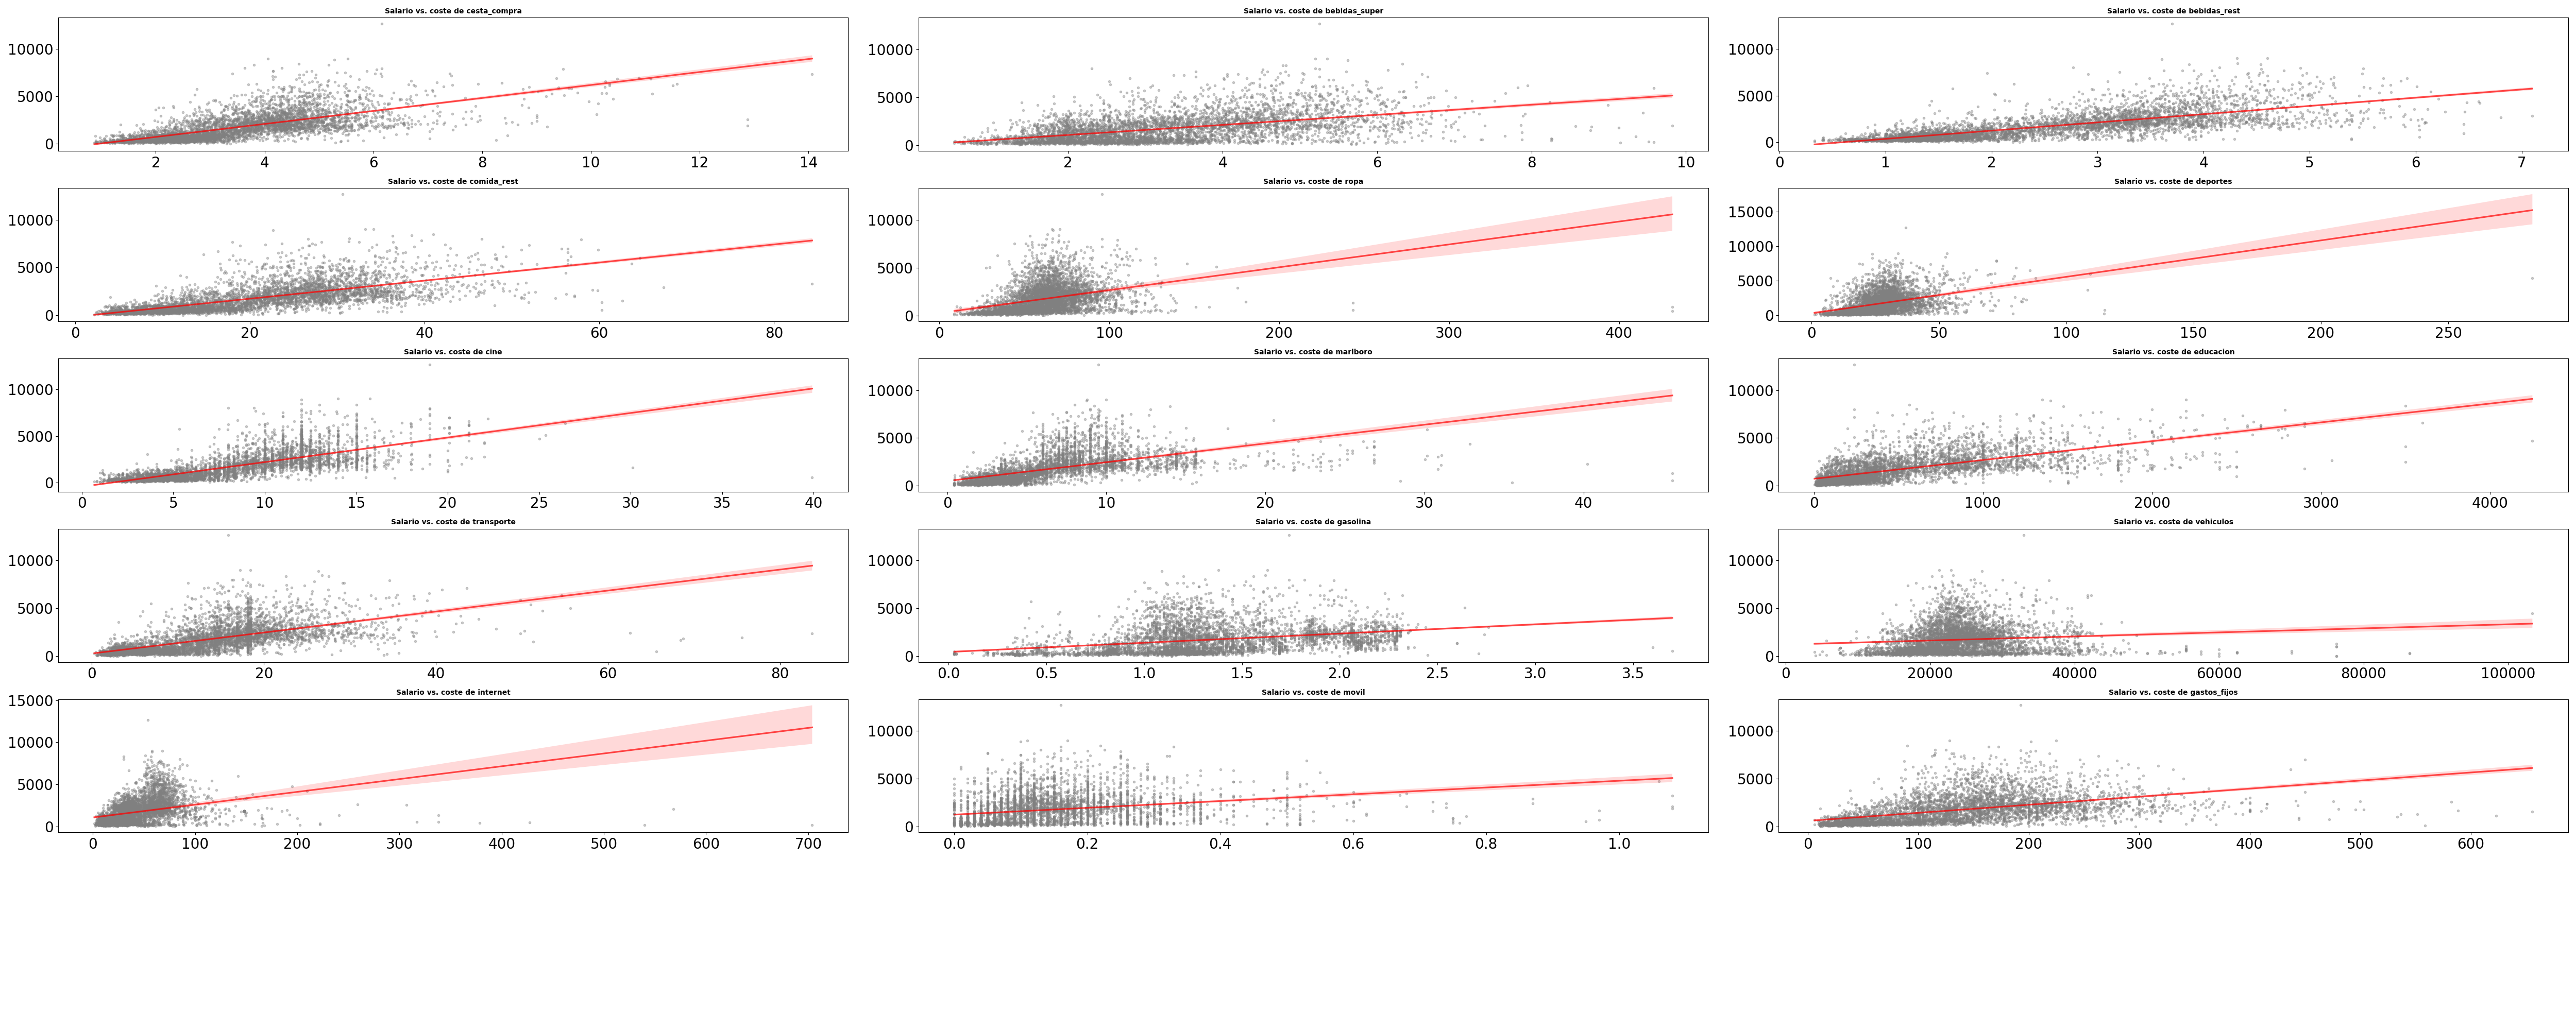 Salario vs. coste de cesta_compra
10000
5000
0
2 4 6 8 10 12 14
Salario vs. coste de bebidas_super
10000
5000
0
2 4 6 8 10
Salario vs. coste de bebidas_rest
10000
5000
0
0 1 2 3 4 5 6 7
Salario vs. coste de comida_rest
10000
5000
0
0 20 40 60 80
Salario vs. coste de ropa
10000
5000
0
0 100 200 300 400
Salario vs. coste de deportes
15000
10000
5000
0
0 50 100 150 200 250
Salario vs. coste de cine
10000
5000
0
0 5 10 15 20 25 30 35 40
Salario vs. coste de marlboro
10000
5000
0
0 10 20 30 40
Salario vs. coste de educacion
10000
5000
0
0 1000 2000 3000 4000
Salario vs. coste de transporte
10000
5000
0
0 20 40 60 80
Salario vs. coste de gasolina
10000
5000
0
0.0 0.5 1.0 1.5 2.0 2.5 3.0 3.5
Salario vs. coste de vehiculos
10000
5000
0
0 20000 40000 60000 80000 100000
Salario vs. coste de internet
15000
10000
5000
0
0 100 200 300 400 500 600 700
Salario vs. coste de movil
10000
5000
0
0.0 0.2 0.4 0.6 0.8 1.0
Salario vs. coste de gastos_fijos
10000
5000
0
0 100 200 300 400 500 600